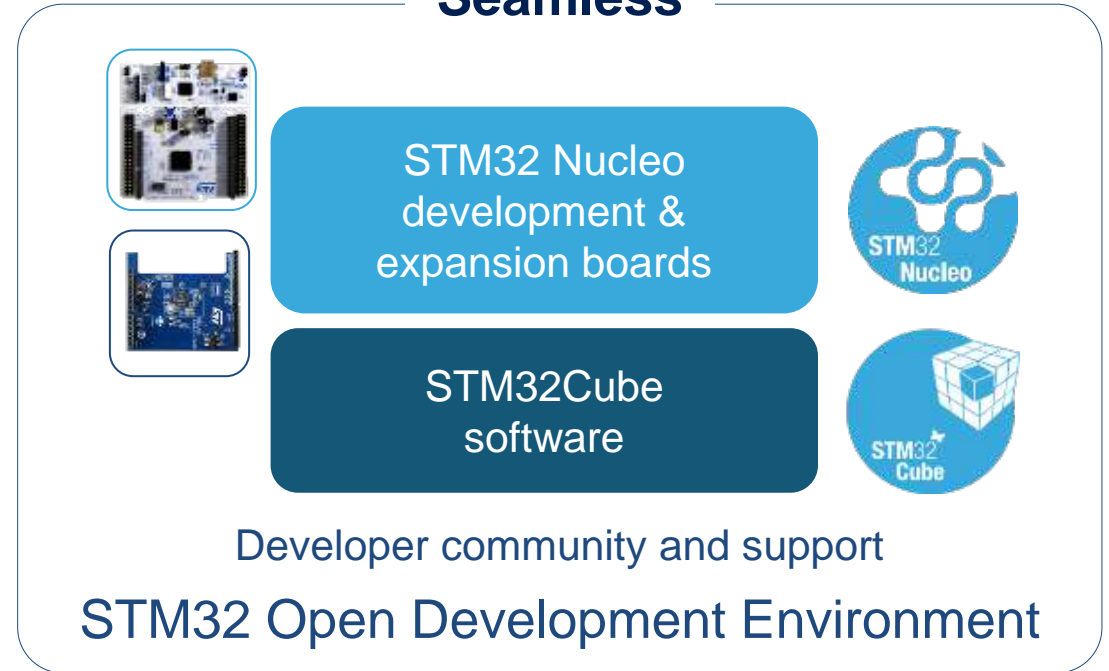 Seamless
STM32 Nucleo
development &
expansion boards
STM32
Nucleo
STM32Cube
software
STM32
Cube
Developer community and support
STM32 Open Development Environment